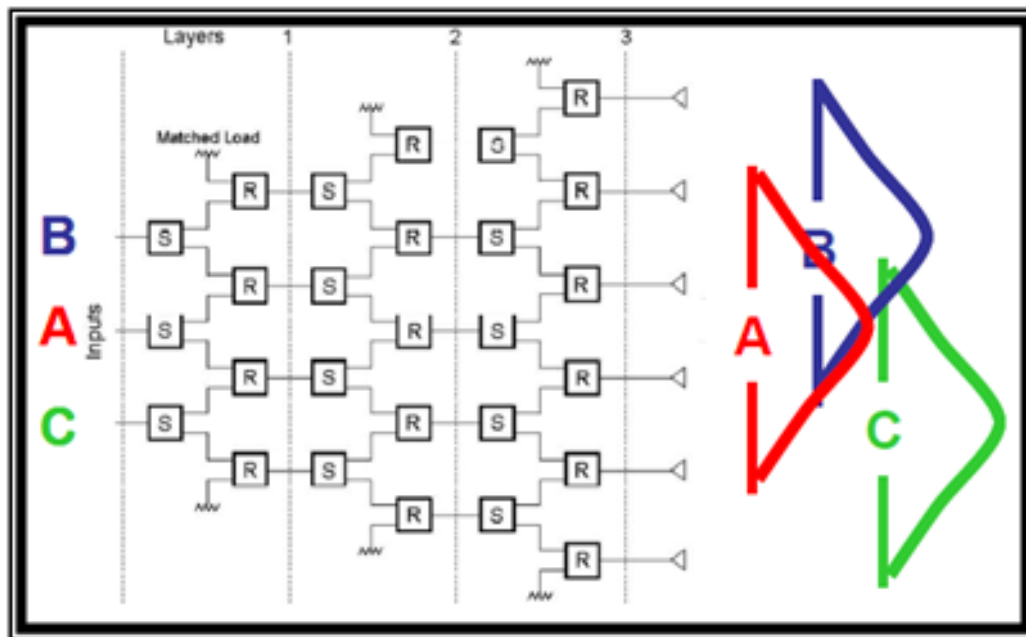 Layers 1 2 3
R
Matched Load
R
R S R
B S R S B
R S R
A Inputs S R S A
R S R
C S R S C
R S R
R S
R